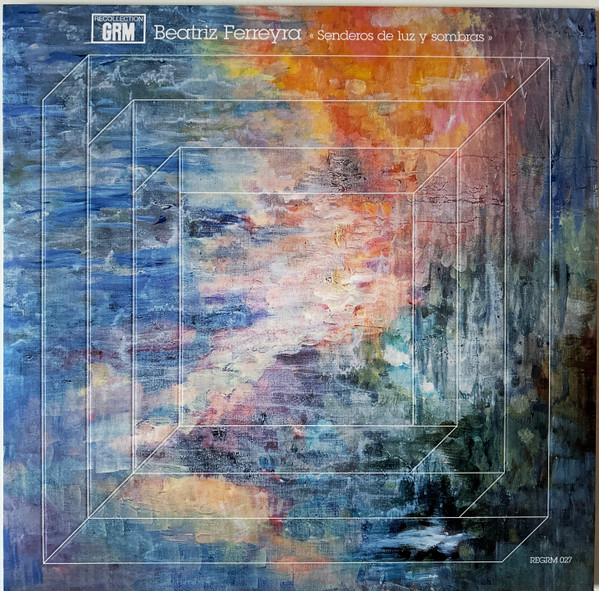 RECOLLECTION
GRM
Beatriz Ferreyra « Senderos de luz y sombras »
REGRM 027